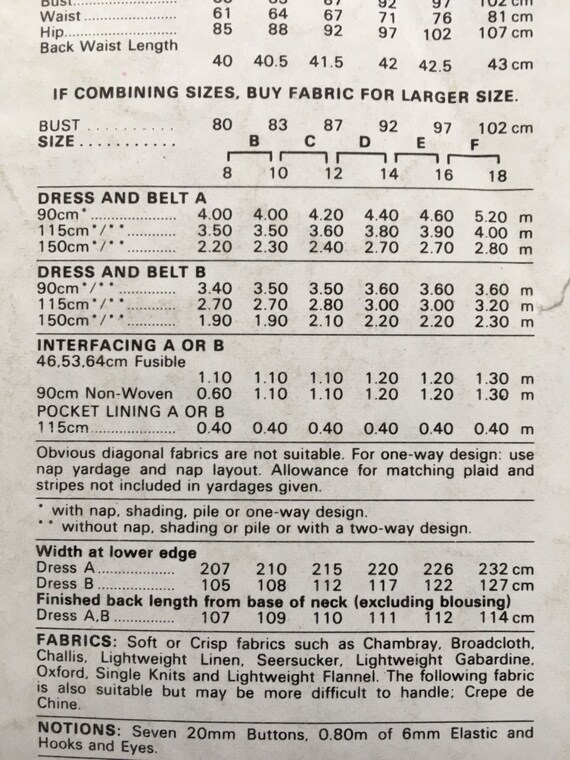 Bust.................... 80 83 87 92 97 102 cm
Waist.................. 61 64 67 71 76 81 cm
Hip..................... 85 88 92 97 102 107 cm
Back Waist Length
40 40.5 41.5 42 42.5 43 cm
IF COMBINING SIZES, BUY FABRIC FOR LARGER SIZE.
BUST .......... 80 83 87 92 97 102 cm
SIZE........... B C D E F
8 10 12 14 16 18
DRESS AND BELT A
90cm*..................... 4.00 4.00 4.20 4.40 4.60 5.20 m
115cm*/**............ 3.50 3.50 3.60 3.80 3.90 4.00 m
150cm*/**............ 2.20 2.30 2.40 2.70 2.70 2.80 m
DRESS AND BELT B
90cm*/**.............. 3.40 3.50 3.50 3.60 3.60 3.60 m
115cm*/**............ 2.70 2.70 2.80 3.00 3.00 3.20 m
150cm*/**............ 1.90 1.90 2.10 2.20 2.20 2.30 m
INTERFACING A OR B
46,53,64cm Fusible
1.10 1.10 1.10 1.20 1.20 1.30 m
90cm Non-Woven 0.60 1.10 1.10 1.20 1.20 1.30 m
POCKET LINING A OR B
115cm..................... 0.40 0.40 0.40 0.40 0.40 0.40 m
Obvious diagonal fabrics are not suitable. For one-way design: use
nap yardage and nap layout. Allowance for matching plaid and
stripes not included in yardages given.
* with nap, shading, pile or one-way design.
** without nap, shading or pile or with a two-way design.
Width at lower edge
Dress A................... 207 210 215 220 226 232 cm
Dress B................... 105 108 112 117 122 127 cm
Finished back length from base of neck (excluding blousing)
Dress A,B................ 107 109 110 111 112 114 cm
FABRICS: Soft or Crisp fabrics such as Chambray, Broadcloth,
Challis, Lightweight Linen, Seersucker, Lightweight Gabardine,
Oxford, Single Knits and Lightweight Flannel. The following fabric
is also suitable but may be more difficult to handle; Crepe de
Chine.
NOTIONS: Seven 20mm Buttons, 0.80m of 6mm Elastic and
Hooks and Eyes.